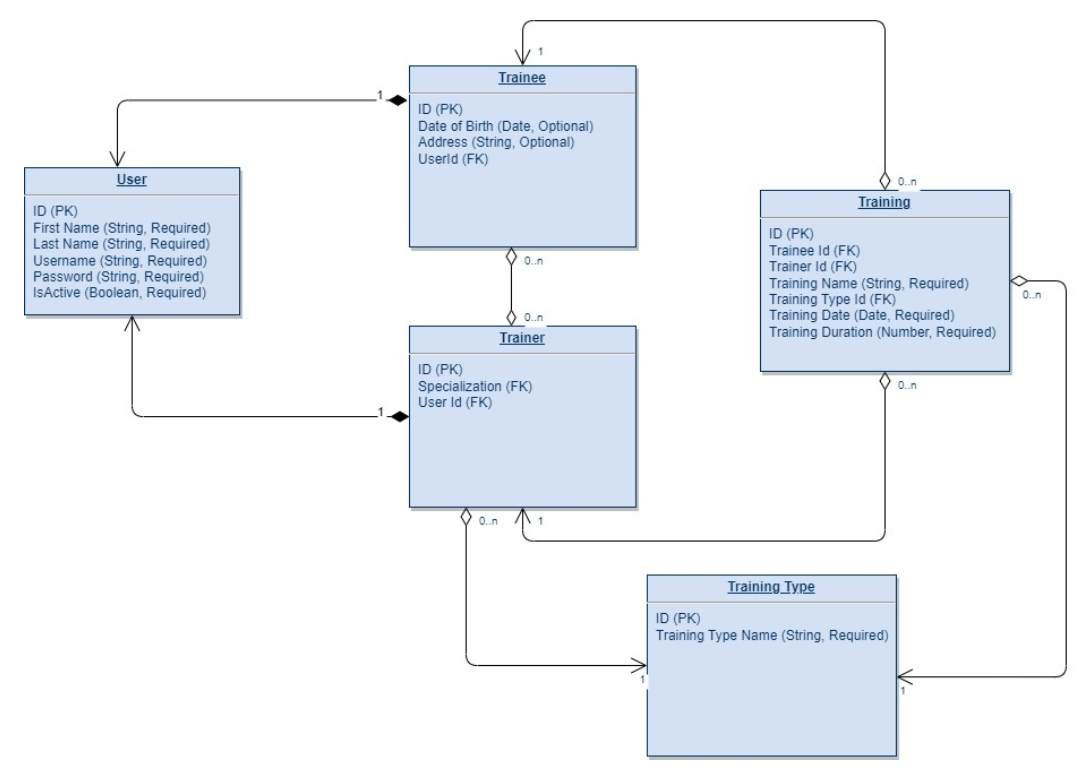 1
Trainee
ID (PK)
Date of Birth (Date, Optional)
Address (String, Optional)
UserId (FK)
1
0..n
User
ID (PK)
First Name (String, Required)
Last Name (String, Required)
Username (String, Required)
Password (String, Required)
IsActive (Boolean, Required)
0..n
Training
ID (PK)
Trainee Id (FK)
Trainer Id (FK)
Training Name (String, Required)
Training Type Id (FK)
Training Date (Date, Required)
Training Duration (Number, Required)
0..n
0..n
0..n
Trainer
ID (PK)
Specialization (FK)
User Id (FK)
1
0..n
1
Training Type
ID (PK)
Training Type Name (String, Required)
1
1